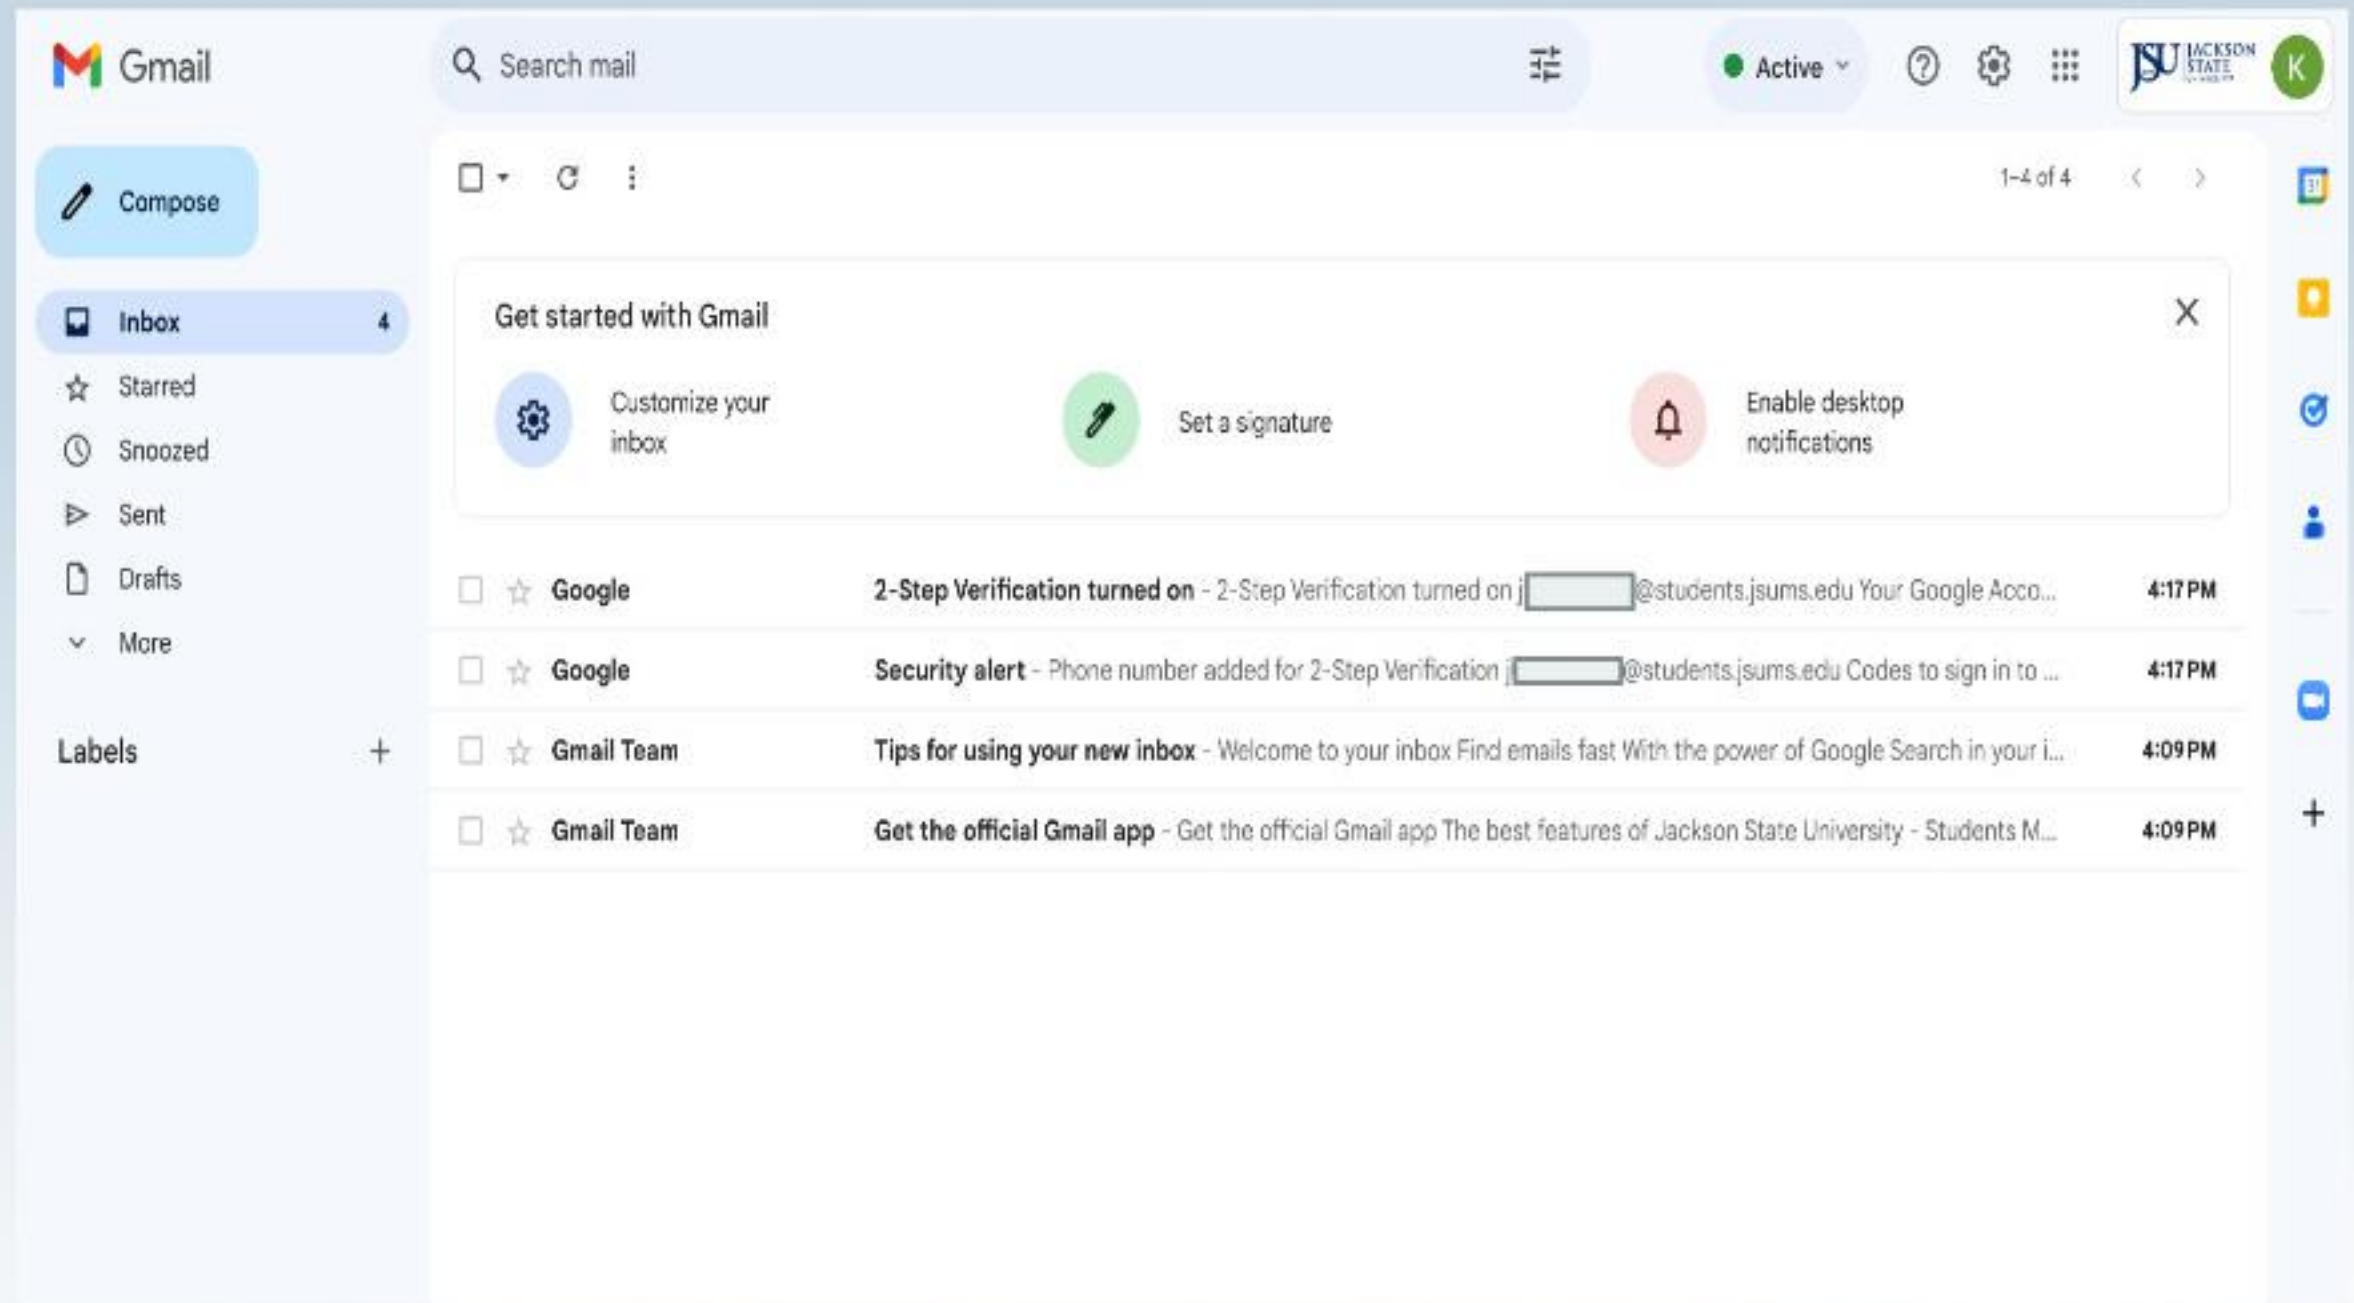 Gmail
Search mail
Active
JSU JACKSON
STATE
K
Compose
1–4 of 4
31
Inbox 4
Starred
Snoozed
Sent
Drafts
More
Labels
Get started with Gmail
Customize your
inbox
Set a signature
Enable desktop
notifications
Google 2-Step Verification turned on - 2-Step Verification turned on j @students.jsums.edu Your Google Acco... 4:17 PM
Google Security alert - Phone number added for 2-Step Verification j @students.jsums.edu Codes to sign in to ... 4:17 PM
Gmail Team Tips for using your new inbox - Welcome to your inbox Find emails fast With the power of Google Search in your i... 4:09 PM
Gmail Team Get the official Gmail app - Get the official Gmail app The best features of Jackson State University - Students M... 4:09 PM